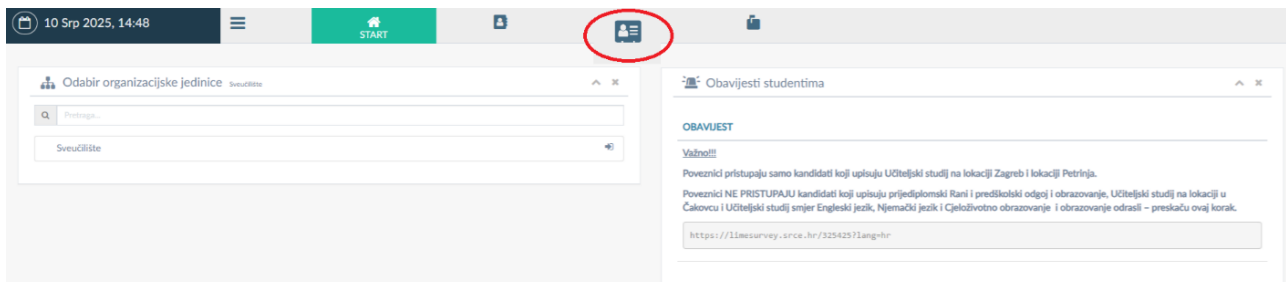 10 Srp 2025, 14:48
START
Odabir organizacijske jedinice Sveučilište
Pretraga...
Sveučilište
Obavijesti studentima
OBAVIJEST
Važno!!!
Poveznici pristupaju samo kandidati koji upisuju Učiteljski studij na lokaciji Zagreb i lokaciji Petrinja.
Poveznici NE PRISTUPAJU kandidati koji upisuju prijediplomski Rani i predškolski odgoj i obrazovanje, Učiteljski studij na lokaciji u
Čakovcu i Učiteljski studij smjer Engleski jezik, Njemački jezik i Cjeloživotno obrazovanje i obrazovanje odrasli – preskaču ovaj korak.
https://limesurvey.srce.hr/325425?lang=hr